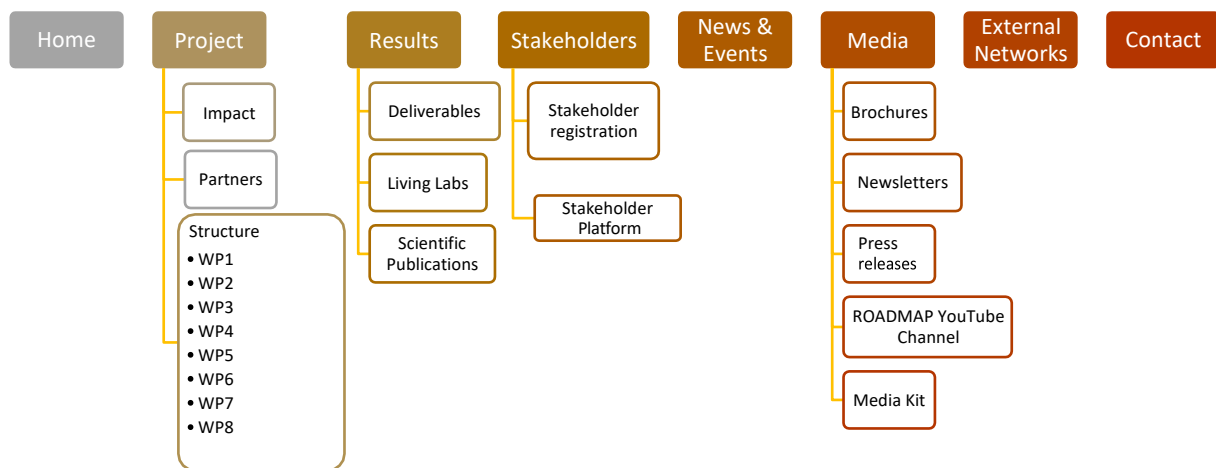 Home
Project
Impact
Partners
Structure
• WP1
• WP2
• WP3
• WP4
• WP5
• WP6
• WP7
• WP8
Results
Deliverables
Living Labs
Scientific
Publications
Stakeholders
Stakeholder
registration
Stakeholder
Platform
News &
Events
Media
Brochures
Newsletters
Press
releases
ROADMAP YouTube
Channel
Media Kit
External
Networks
Contact